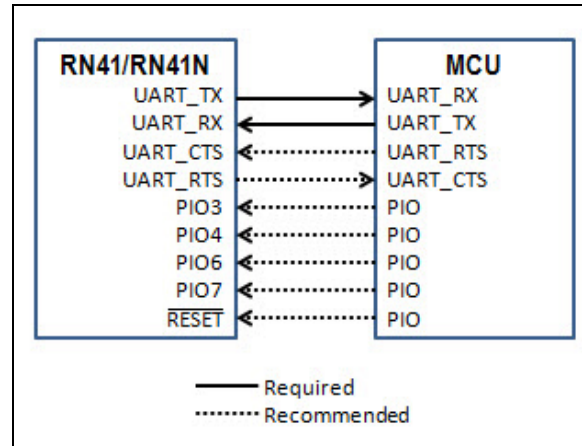 RN41/RN41N MCU
UART_TX UART_RX
UART_RX UART_TX
UART_CTS UART_RTS
UART_RTS UART_CTS
PIO3 PIO
PIO4 PIO
PIO6 PIO
PIO7 PIO
RESET PIO
Required
Recommended